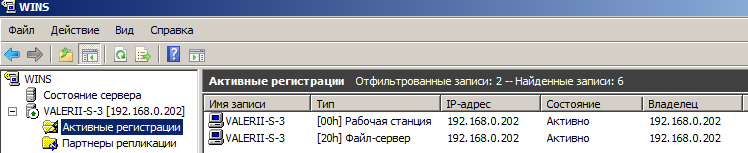 WINS
Файл Действие Вид Справка
WINS
Состояние сервера
VALERII-S-3 [192.168.0.202]
Активные регистрации
Партнеры репликации
Активные регистрации Отфильтрованные записи: 2 -- Найденные записи: 6
Имя записи Тип IP-адрес Состояние Владелец
VALERII-S-3 [00h] Рабочая станция 192.168.0.202 Активно 192.168.0.202
VALERII-S-3 [20h] Файл-сервер 192.168.0.202 Активно 192.168.0.202